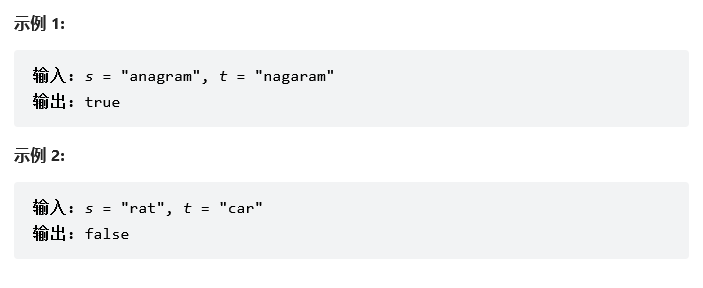 示例 1:
输入：s = "anagram", t = "nagaram"
输出：true
示例 2:
输入：s = "rat", t = "car"
输出：false